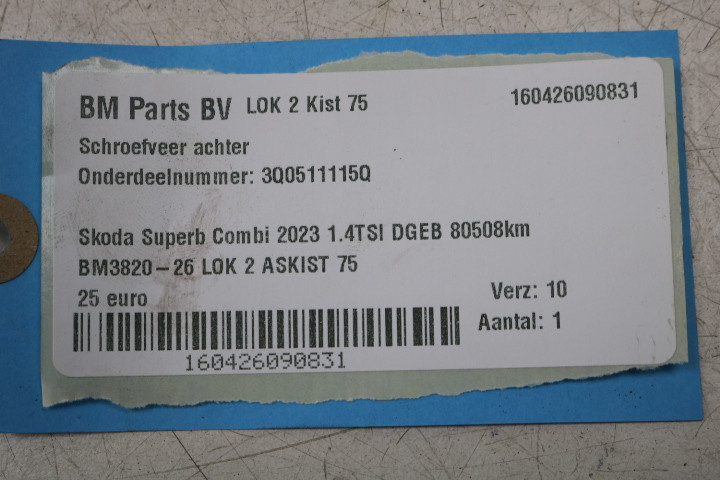 BM Parts BV LOK 2 Kist 75 160426090831
Schroefveer achter
Onderdeelnummer: 3Q0511115Q
Skoda Superb Combi 2023 1.4TSI DGEB 80508km
BM3820-26 LOK 2 ASKIST 75
25 euro Verz: 10
Aantal: 1
160426090831